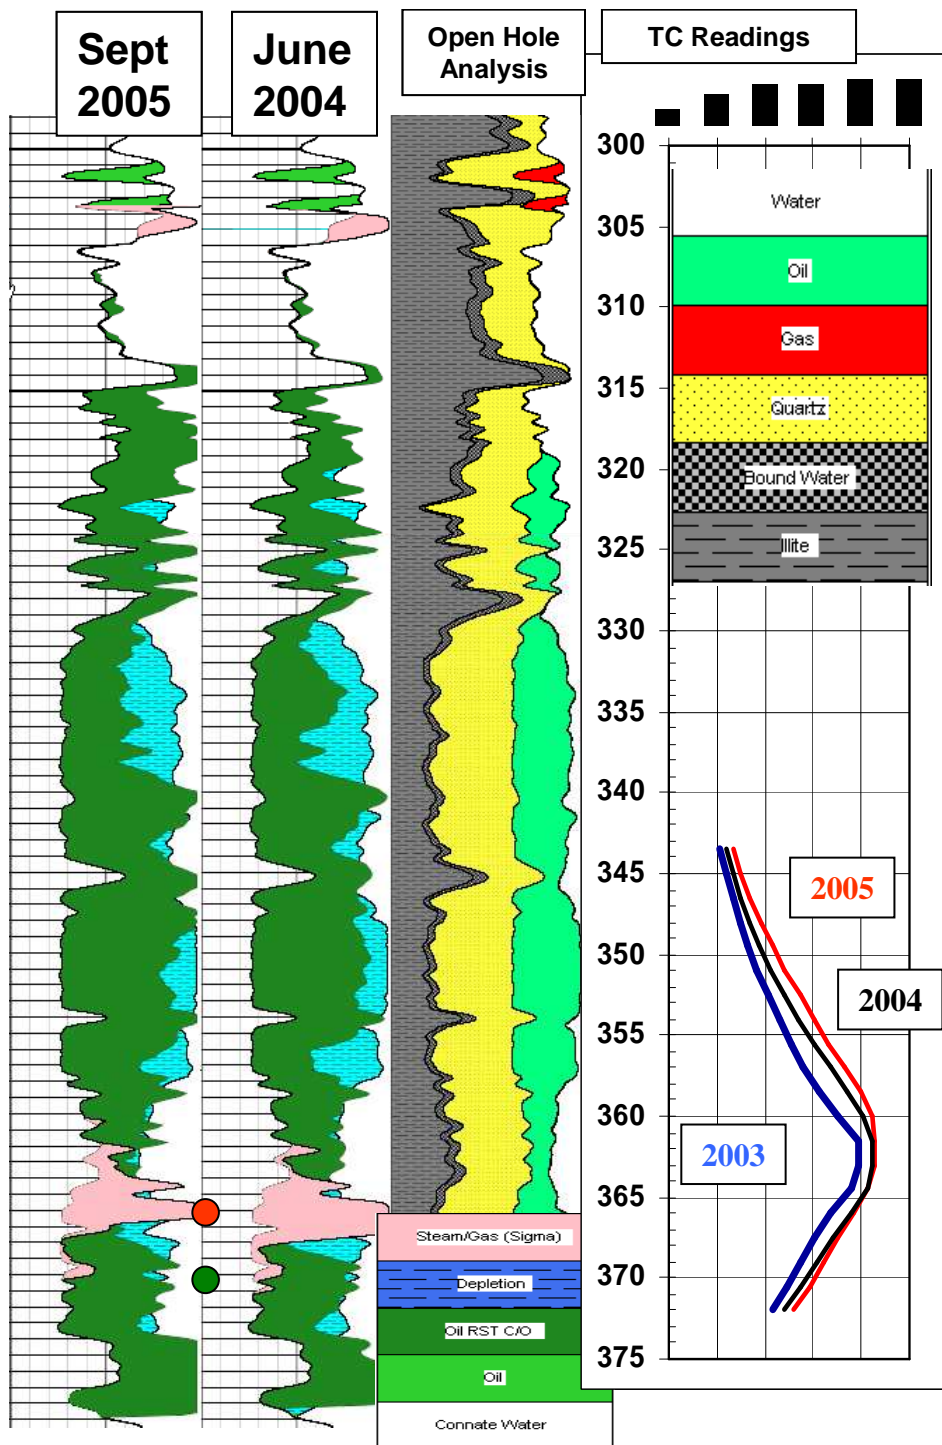 Sept
2005
June
2004
Open Hole
Analysis
TC Readings
300
305
310
315
320
325
330
335
340
345
350
355
360
365
370
375
Water
Oil
Gas
Quartz
Bound Water
Illite
2005
2004
2003
Steam/Gas (Sigma)
Depletion
Oil RST C/O
Oil
Connate Water